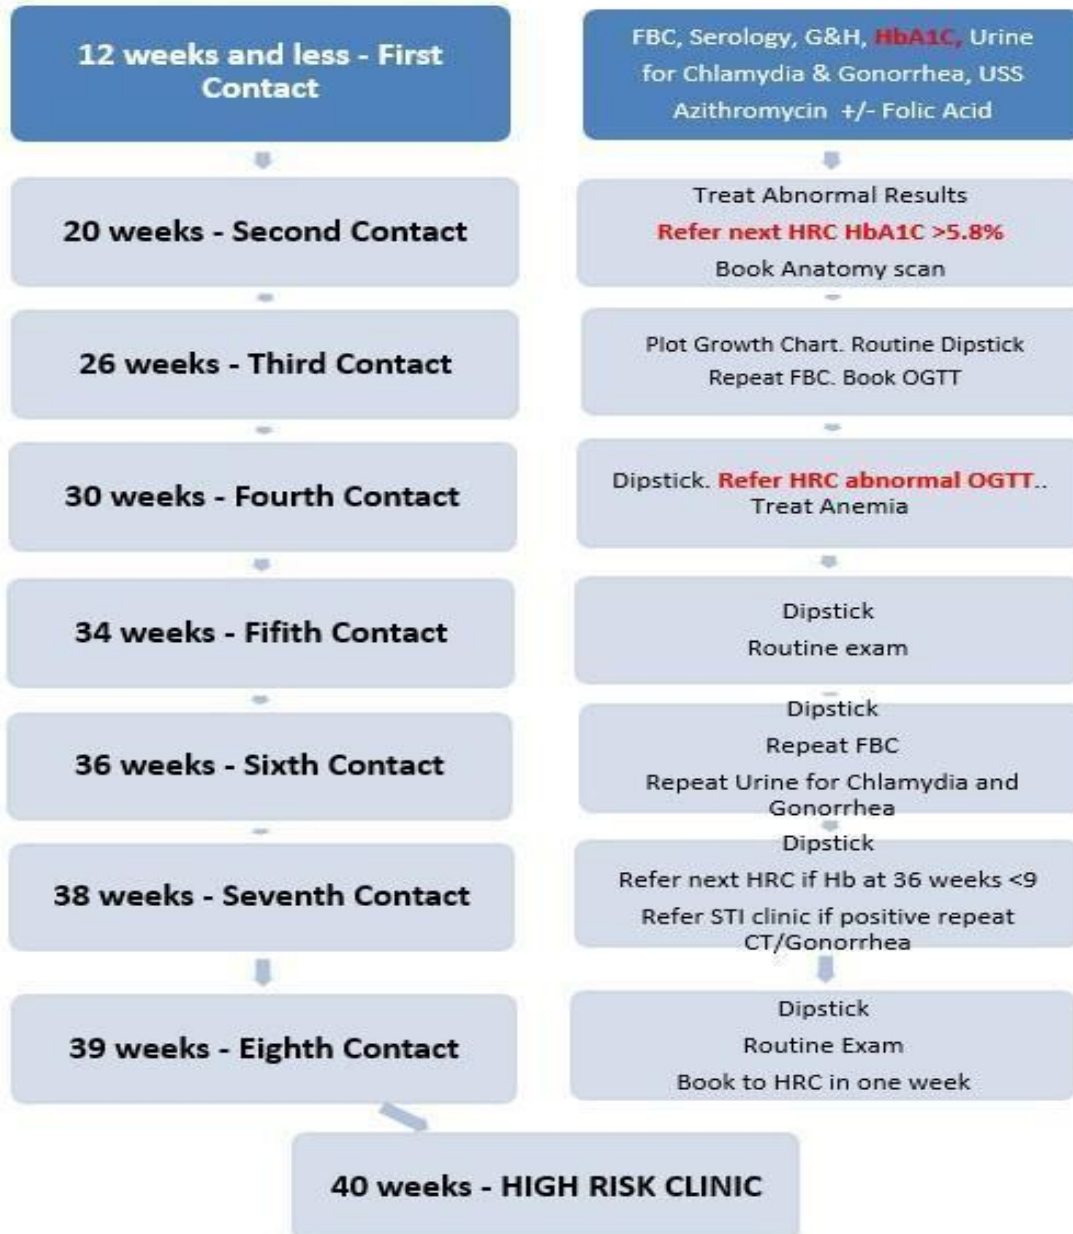 12 weeks and less - First
Contact
FBC, Serology, G&H, HbA1C, Urine
for Chlamydia & Gonorrhea, USS
Azithromycin +/- Folic Acid
20 weeks - Second Contact
Treat Abnormal Results
Refer next HRC HbA1C >5.8%
Book Anatomy scan
26 weeks - Third Contact
Plot Growth Chart. Routine Dipstick
Repeat FBC. Book OGTT
30 weeks - Fourth Contact
Dipstick. Refer HRC abnormal OGTT..
Treat Anemia
34 weeks - Fifith Contact
Dipstick
Routine exam
36 weeks - Sixth Contact
Dipstick
Repeat FBC
Repeat Urine for Chlamydia and
Gonorrhea
38 weeks - Seventh Contact
Dipstick
Refer next HRC if Hb at 36 weeks <9
Refer STI clinic if positive repeat
CT/Gonorrhea
39 weeks - Eighth Contact
Dipstick
Routine Exam
Book to HRC in one week
40 weeks - HIGH RISK CLINIC